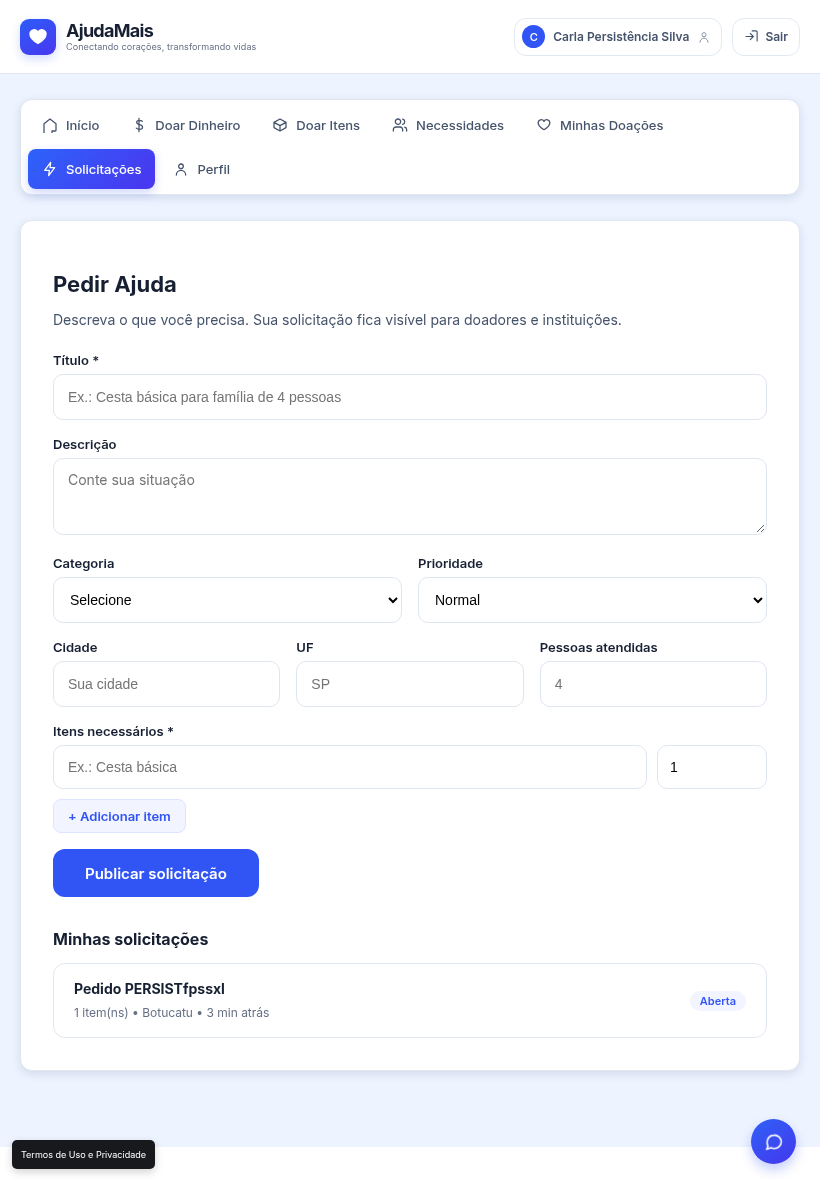 AjudaMais
Conectando corações, transformando vidas
C Carla Persistência Silva
Sair
Início
Doar Dinheiro
Doar Itens
Necessidades
Minhas Doações
Solicitações
Perfil
Pedir Ajuda
Descreva o que você precisa. Sua solicitação fica visível para doadores e instituições.
Título *
Ex.: Cesta básica para família de 4 pessoas
Descrição
Conte sua situação
Categoria Prioridade
Selecione Normal
Cidade UF Pessoas atendidas
Sua cidade SP 4
Itens necessários *
Ex.: Cesta básica 1
+ Adicionar item
Publicar solicitação
Minhas solicitações
Pedido PERSISTfpssxl
1 item(ns) • Botucatu • 3 min atrás
Aberta
Termos de Uso e Privacidade